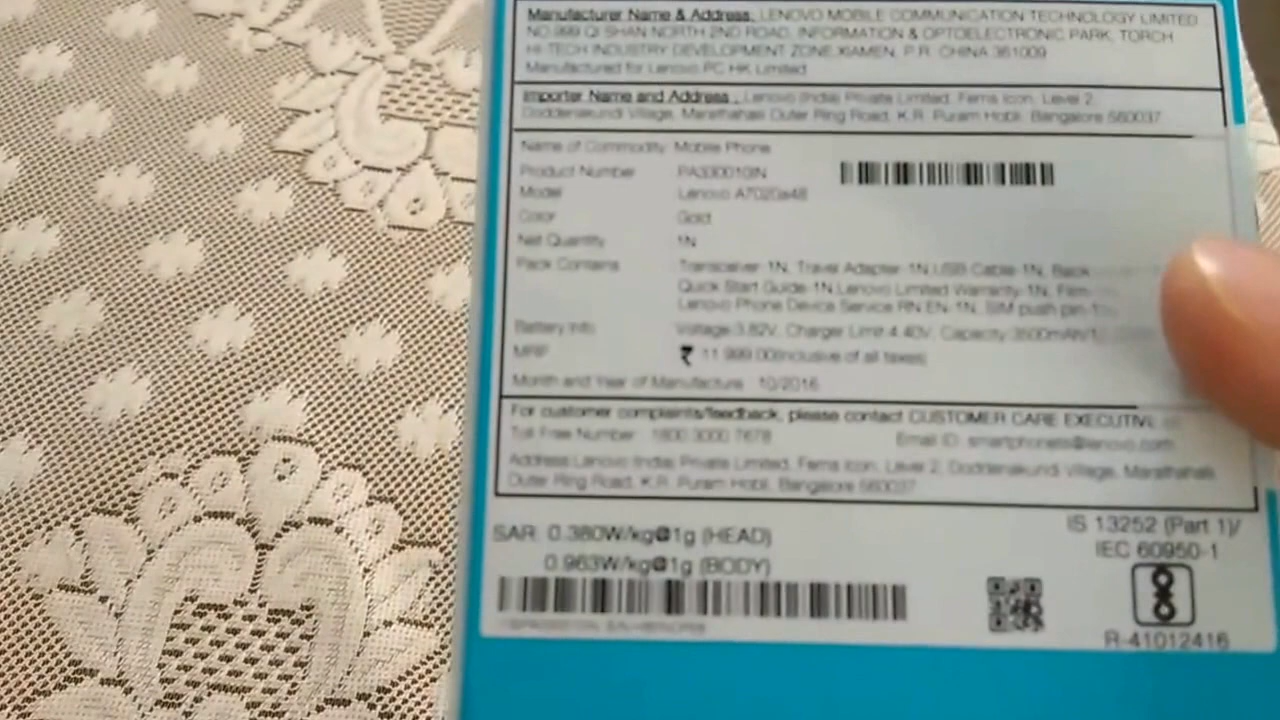 Manufacturer Name & Address, LENOVO MOBILE COMMUNICATION TECHNOLOGY LIMITED
NO.999 QI SHAN NORTH 2ND ROAD, INFORMATION & OPTOELECTRONIC PARK, TORCH
HI-TECH INDUSTRY DEVELOPMENT ZONE,XIAMEN, P.R. CHINA 361009
Manufactured for Lenovo PC HK Limited
Importer Name and Address , Lenovo (India) Private Limited, Ferns Icon, Level 2,
Doddenakundi Village, Marathahalli Outer Ring Road, K.R. Puram Hobli, Bangalore 560037
Name of Commodity: Mobile Phone
Product Number PA330010IN
Model Lenovo A7020a48
Color Gold
Net Quantity 1N
Pack Contains Transceiver-1N, Travel Adapter-1N,USB Cable-1N, Back
Quick Start Guide-1N,Lenovo Limited Warranty-1N, Film
Lenovo Phone Device Service RN EN-1N, SIM push pin-1
Battery Info Voltage:3.82V, Charger Limit:4.40V, Capacity:3500mAh/1
MRP ₹ 11 999.00(inclusive of all taxes)
Month and Year of Manufacture 10/2016
For customer complaints/feedback, please contact CUSTOMER CARE EXECUTIVE
Toll Free Number 1800 3000 7678 Email ID: smartphonets@lenovo.com
Address:Lenovo (India) Private Limited, Ferns Icon, Level 2, Doddenakundi Village, Marathahalli
Outer Ring Road, K.R. Puram Hobli, Bangalore 560037
SAR: 0.380W/kg@1g (HEAD)
0.963W/kg@1g (BODY)
IS 13252 (Part 1)/
IEC 60950-1
R-41012416